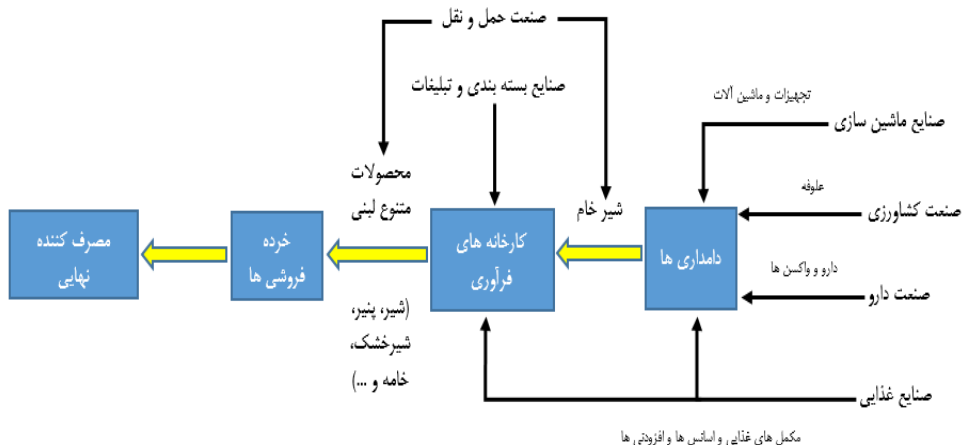 صنعت حمل و نقل
صنایع بسته بندی و تبلیغات
تجهیزات و ماشین آلات
صنایع ماشین سازی
محصولات
متنوع لبنی
شیر خام
علوفه
صنعت کشاورزی
دامداری ها
کارخانه های
فرآوری
خرده
فروشی ها
مصرف کننده
نهایی
دارو و واکسن ها
صنعت دارو
(شیر، پنیر،
شیرخشک،
خامه و ...)
صنایع غذایی
مکمل های غذایی و اسانس ها و افزودنی ها